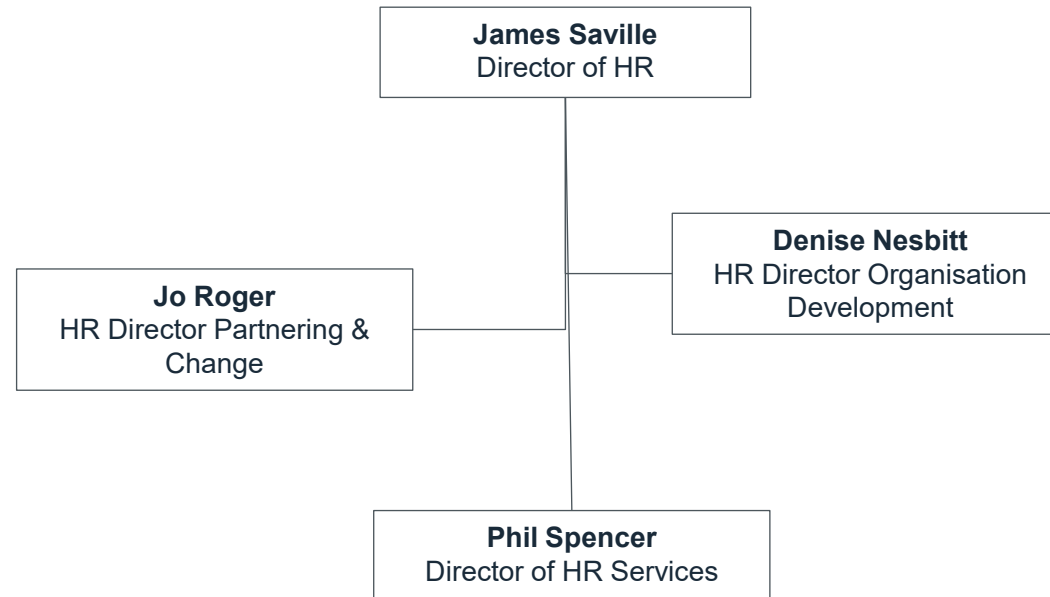 James Saville
Director of HR
Denise Nesbitt
HR Director Organisation
Development
Jo Roger
HR Director Partnering &
Change
Phil Spencer
Director of HR Services